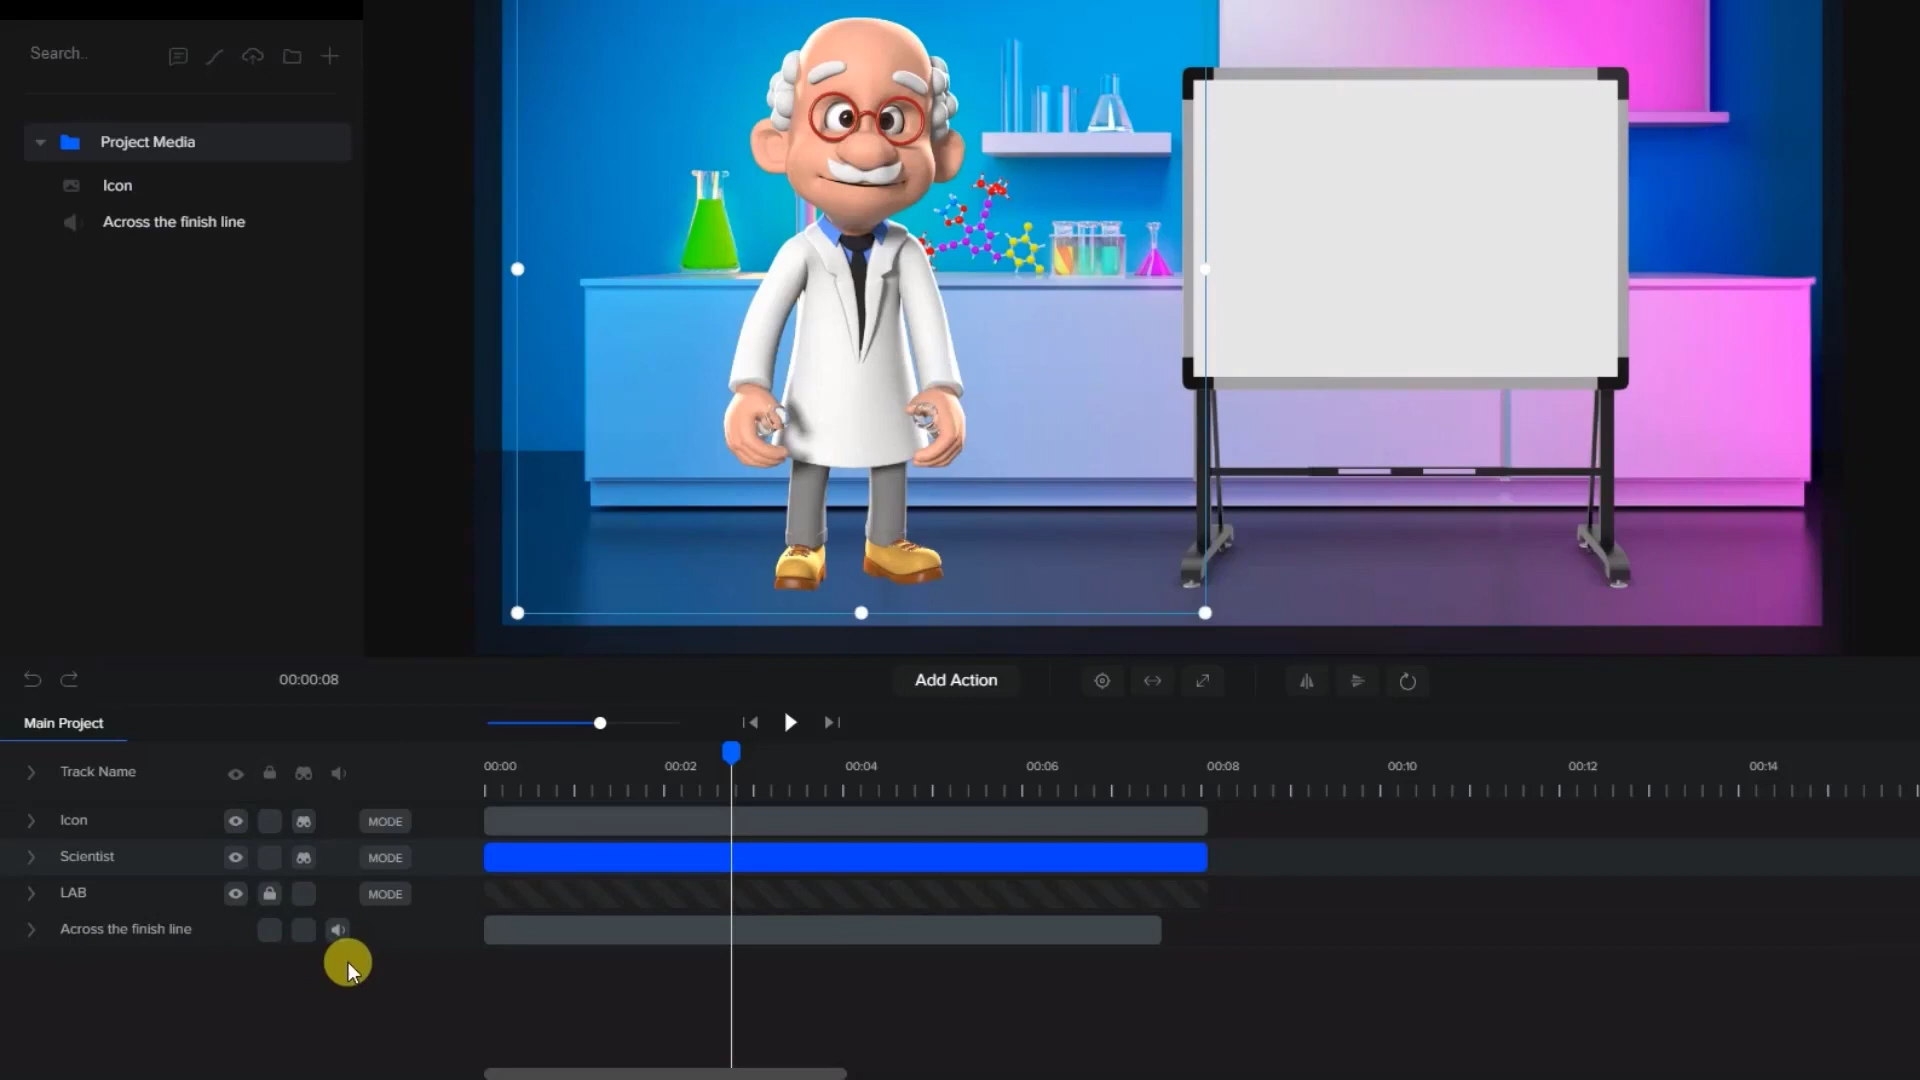 Search..
Project Media
Icon
Across the finish line
00:00:08
Add Action
Main Project
Track Name
00:00
00:02
00:04
00:06
00:08
00:10
00:12
00:14
Icon
MODE
Scientist
MODE
LAB
MODE
Across the finish line